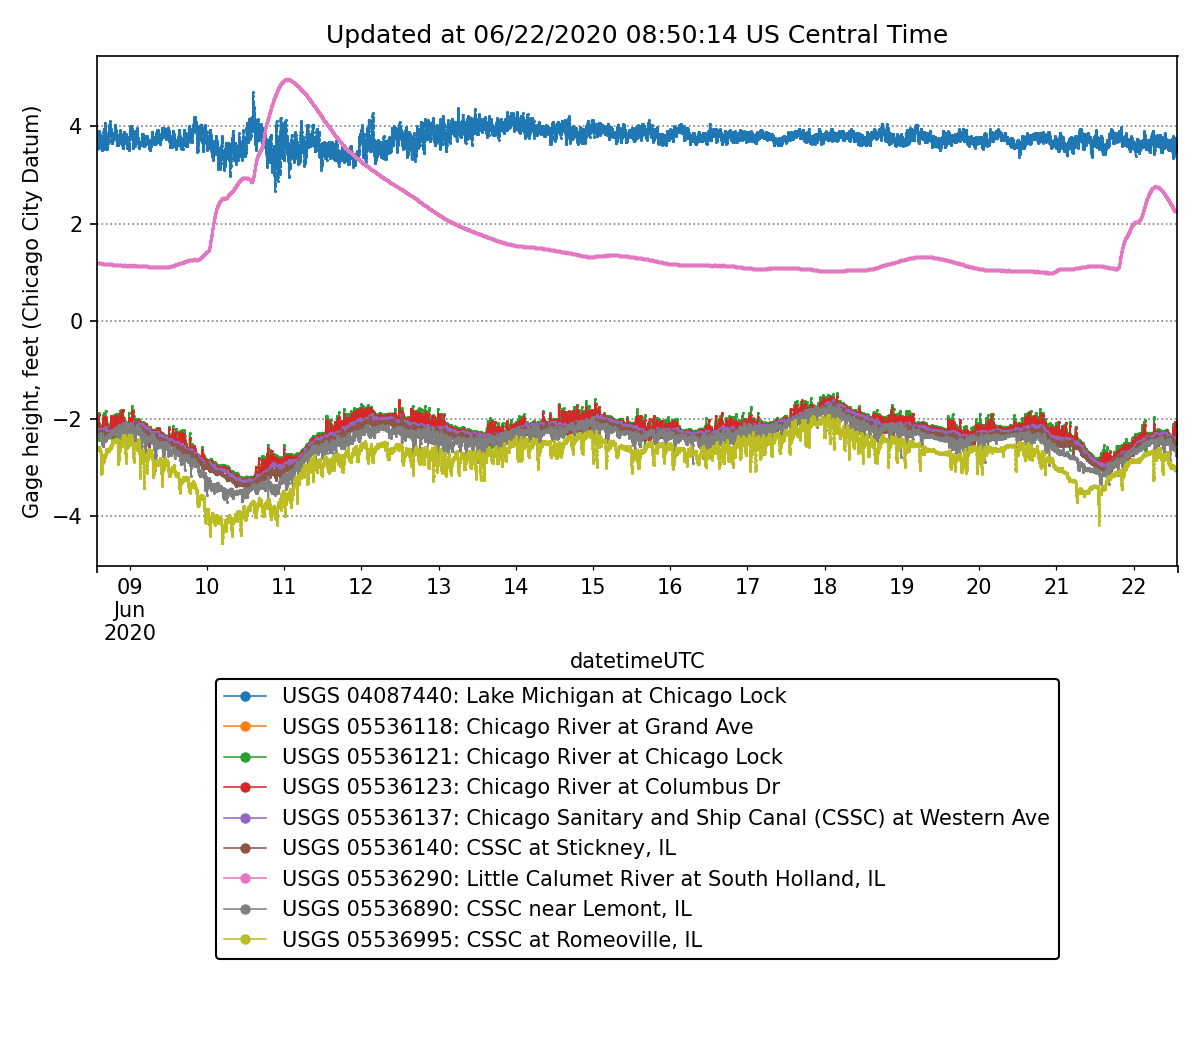 Updated at 06/22/2020 08:50:14 US Central Time
Gage height, feet (Chicago City Datum)
4
2
0
−2
−4
09 10 11 12 13 14 15 16 17 18 19 20 21 22
Jun
2020
datetimeUTC
USGS 04087440: Lake Michigan at Chicago Lock
USGS 05536118: Chicago River at Grand Ave
USGS 05536121: Chicago River at Chicago Lock
USGS 05536123: Chicago River at Columbus Dr
USGS 05536137: Chicago Sanitary and Ship Canal (CSSC) at Western Ave
USGS 05536140: CSSC at Stickney, IL
USGS 05536290: Little Calumet River at South Holland, IL
USGS 05536890: CSSC near Lemont, IL
USGS 05536995: CSSC at Romeoville, IL